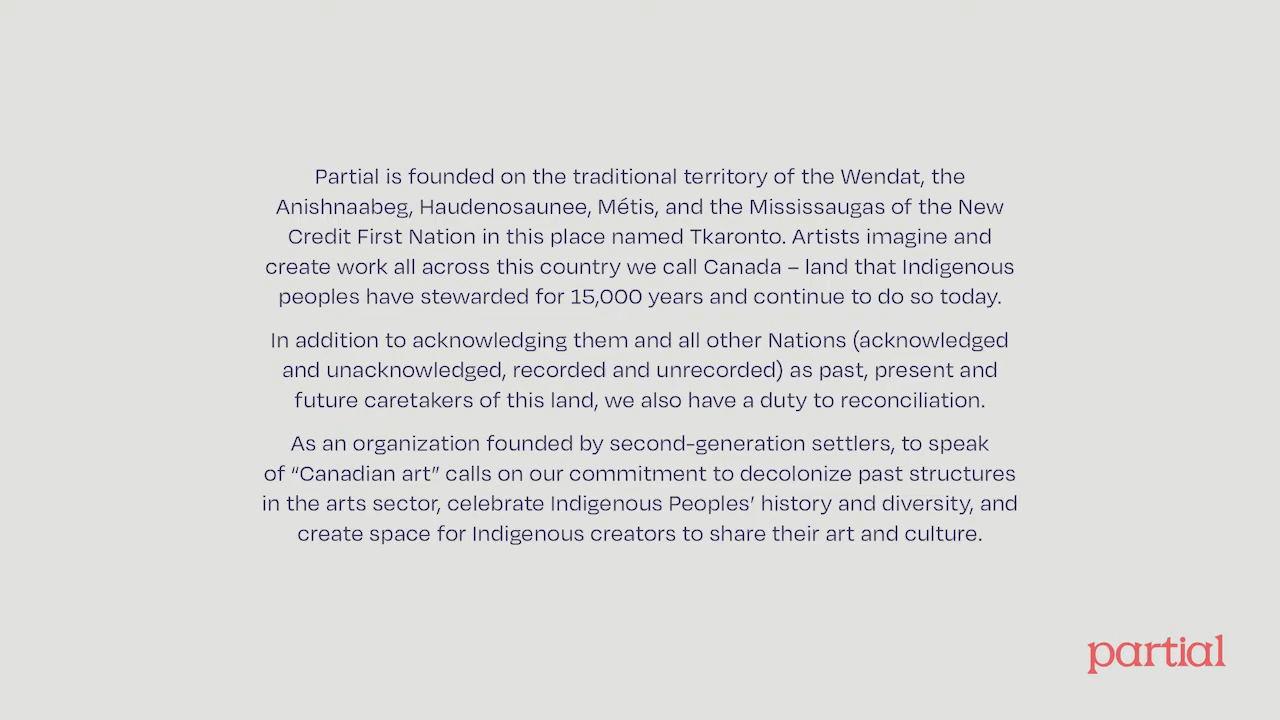 Partial is founded on the traditional territory of the Wendat, the
Anishnaabeg, Haudenosaunee, Métis, and the Mississaugas of the New
Credit First Nation in this place named Tkaronto. Artists imagine and
create work all across this country we call Canada – land that Indigenous
peoples have stewarded for 15,000 years and continue to do so today.
In addition to acknowledging them and all other Nations (acknowledged
and unacknowledged, recorded and unrecorded) as past, present and
future caretakers of this land, we also have a duty to reconciliation.
As an organization founded by second-generation settlers, to speak
of “Canadian art” calls on our commitment to decolonize past structures
in the arts sector, celebrate Indigenous Peoples’ history and diversity, and
create space for Indigenous creators to share their art and culture.
partial